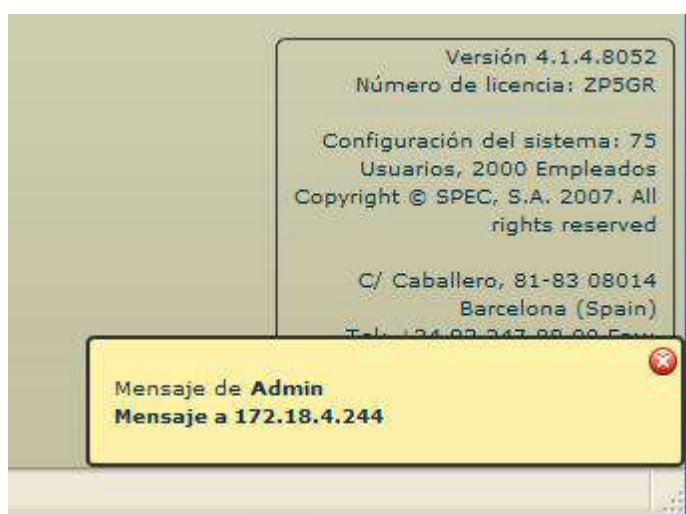 Versión 4.1.4.8052
Número de licencia: ZP5GR
Configuración del sistema: 75
Usuarios, 2000 Empleados
Copyright © SPEC, S.A. 2007. All
rights reserved
C/ Caballero, 81-83 08014
Barcelona (Spain)
Mensaje de Admin
Mensaje a 172.18.4.244